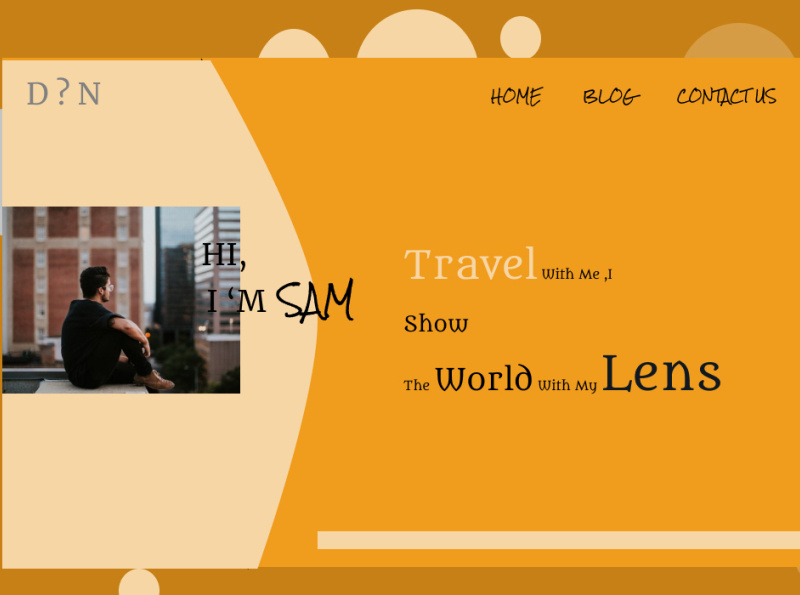 D ? N
HOME BLOG CONTACT US
HI,
I ‘M SAM
Travel With Me ,I
Show
The World With My Lens